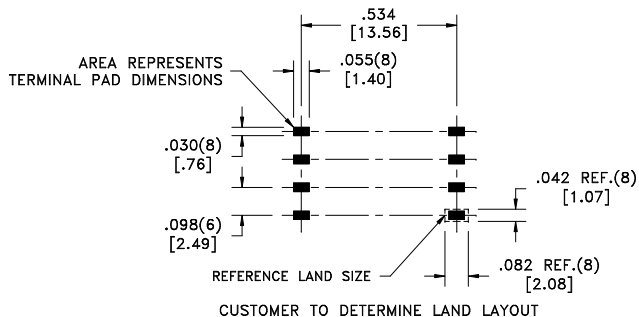 .534
[13.56]
AREA REPRESENTS
TERMINAL PAD DIMENSIONS
.055(8)
[1.40]
.030(8)
[.76]
.042 REF.(8)
[1.07]
.098(6)
[2.49]
REFERENCE LAND SIZE
.082 REF.(8)
[2.08]
CUSTOMER TO DETERMINE LAND LAYOUT